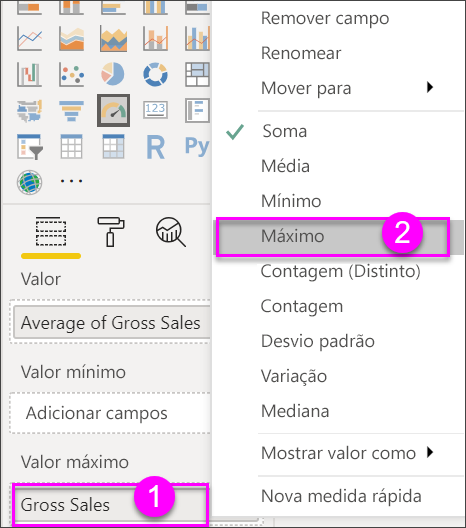 123
R
Py
...
Valor
Average of Gross Sales
Valor mínimo
Adicionar campos
Valor máximo
Gross Sales
1
Remover campo
Renomear
Mover para
Soma
Média
Mínimo
Máximo
2
Contagem (Distinto)
Contagem
Desvio padrão
Variação
Mediana
Mostrar valor como
Nova medida rápida